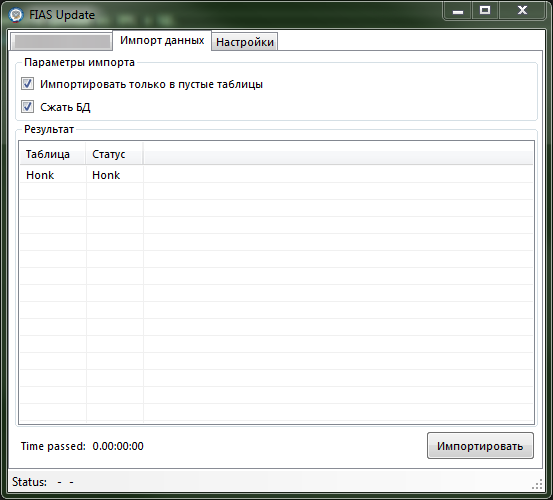 FIAS Update
Импорт данных Настройки
Параметры импорта
Импортировать только в пустые таблицы
Сжать БД
Результат
Таблица Статус
Honk Honk
Time passed: 0.00:00:00 Импортировать
Status: - -